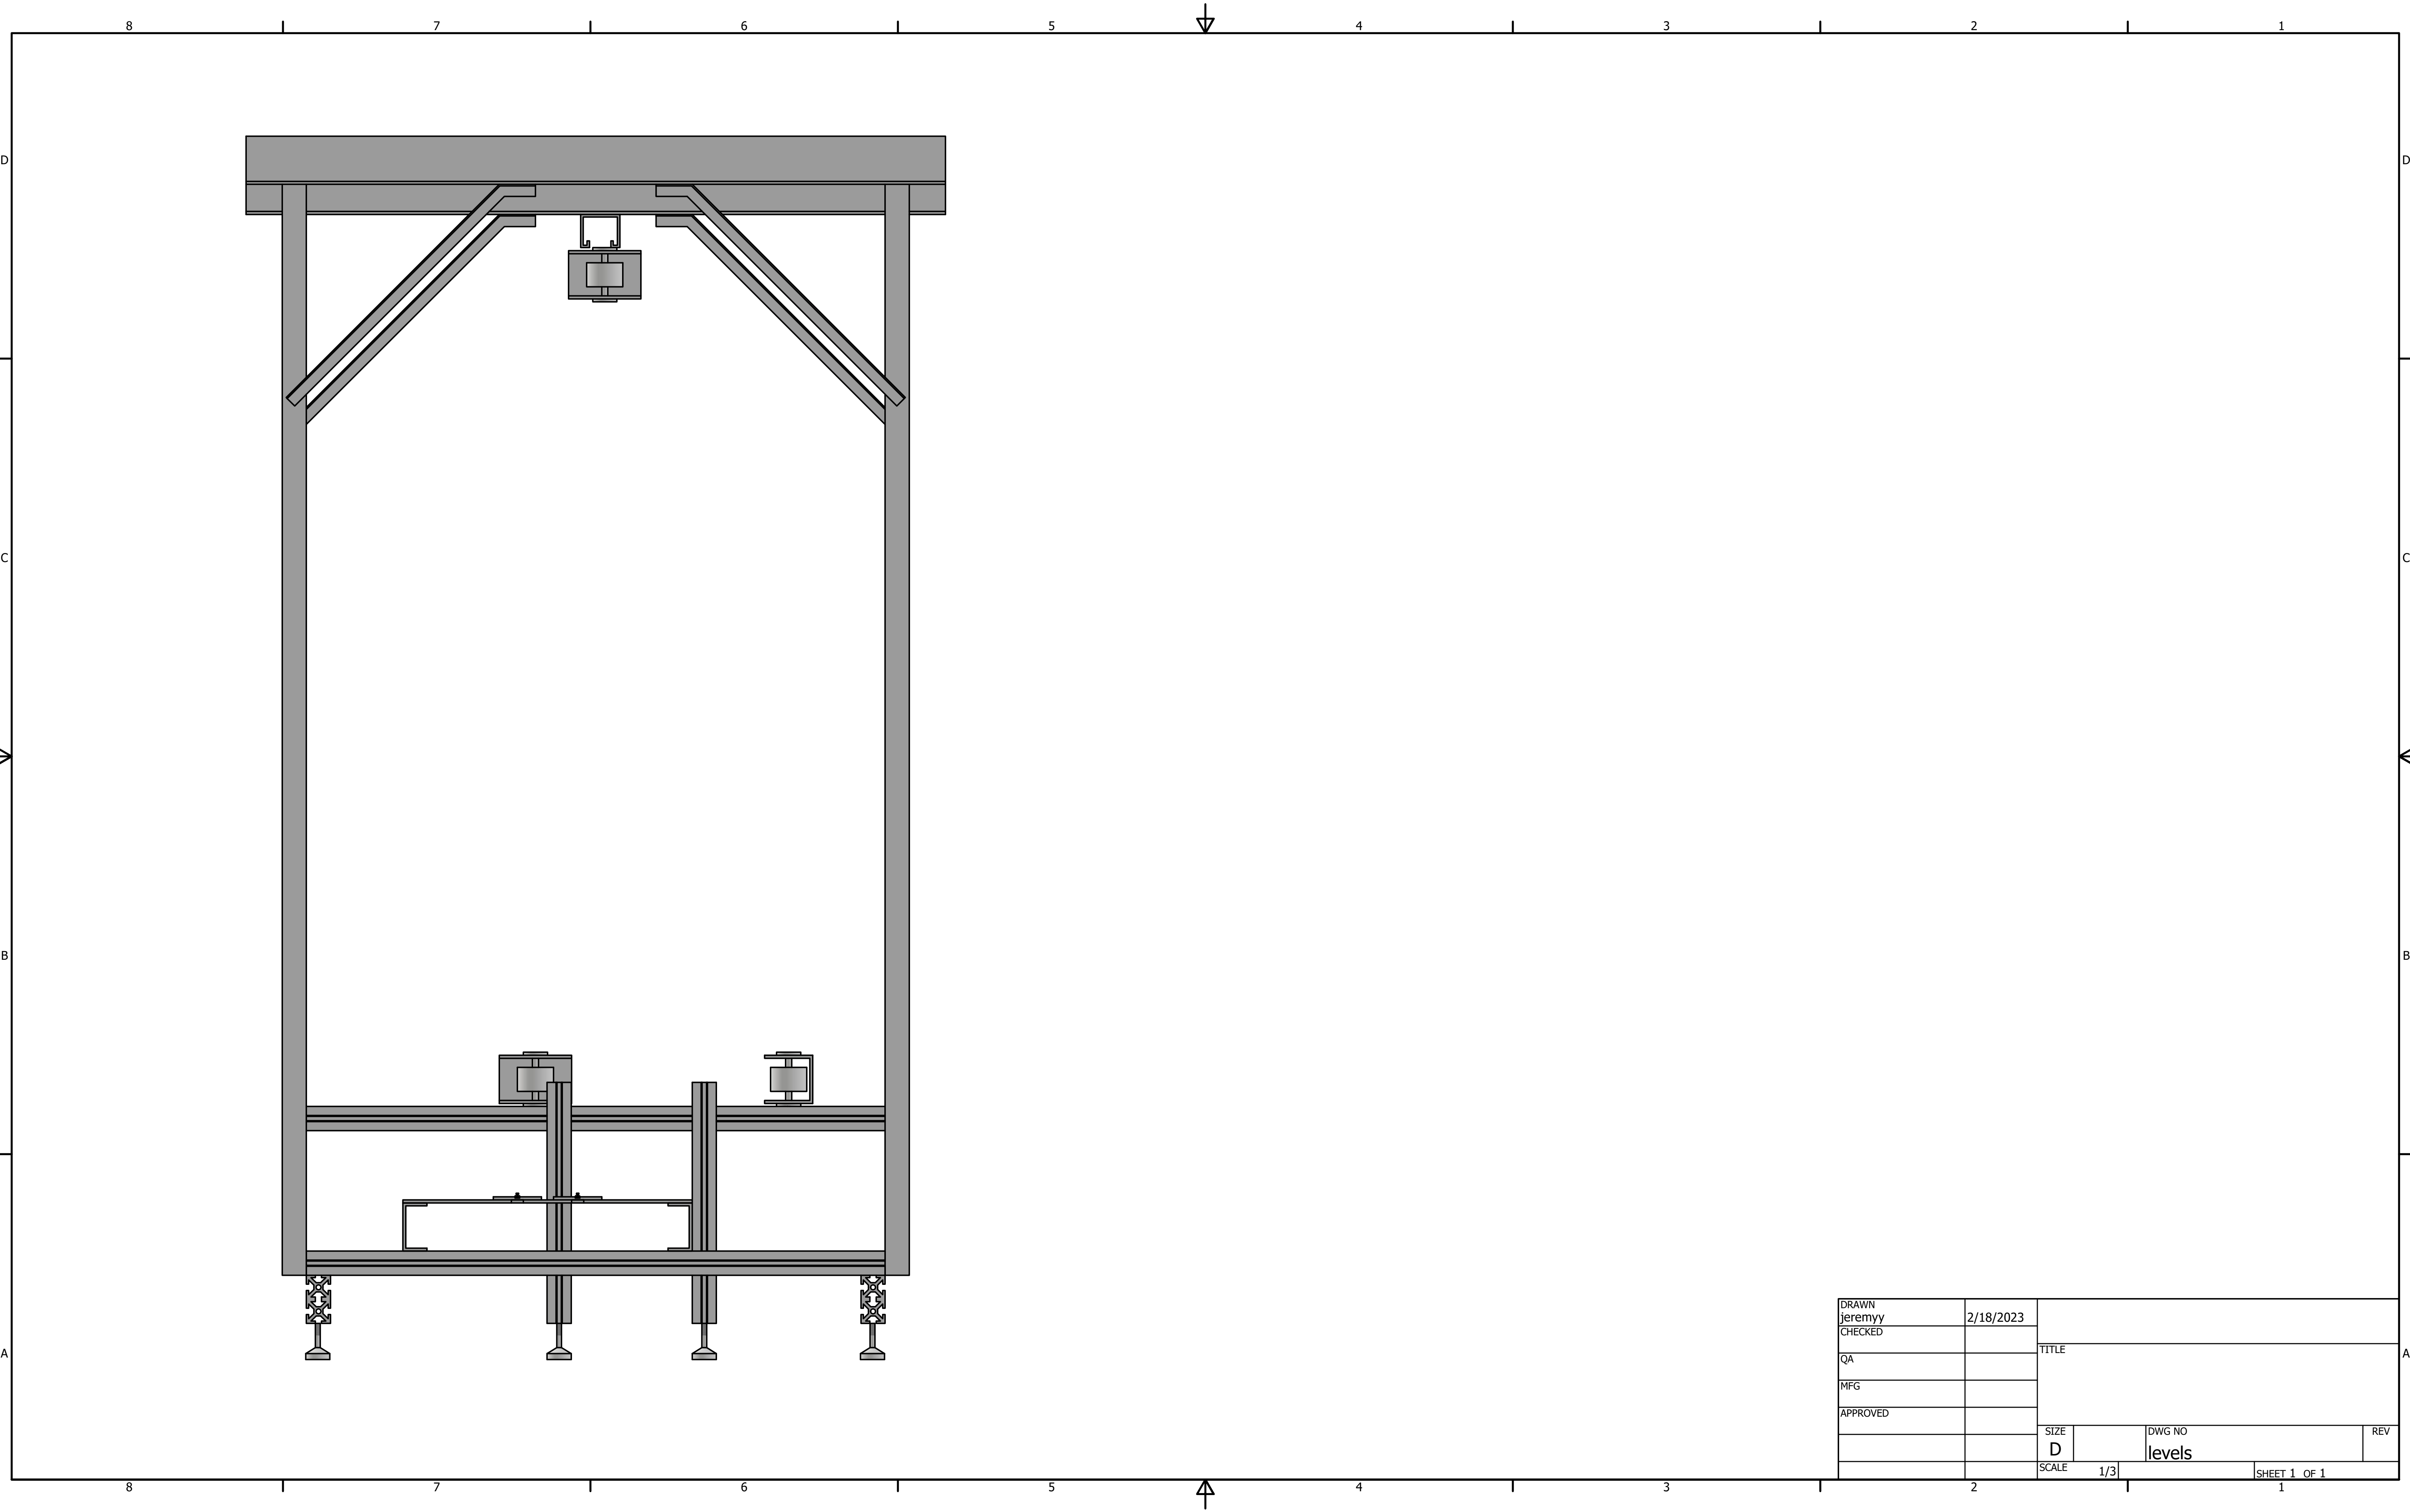 8 7 6 5 4 3 2 1
D D
C C
B B
A A
DRAWN
jeremyy 2/18/2023
CHECKED
QA
MFG
APPROVED
TITLE
SIZE DWG NO REV
D levels
SCALE 1/3 SHEET 1 OF 1
8 7 6 5 4 3 2 1